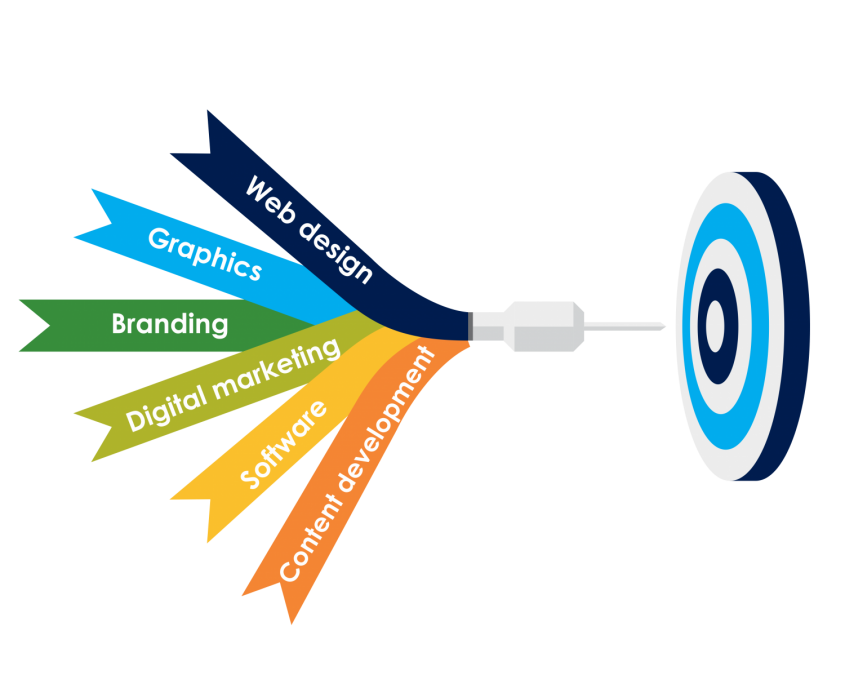 Web design
Graphics
Branding
Digital marketing
Software
Content development